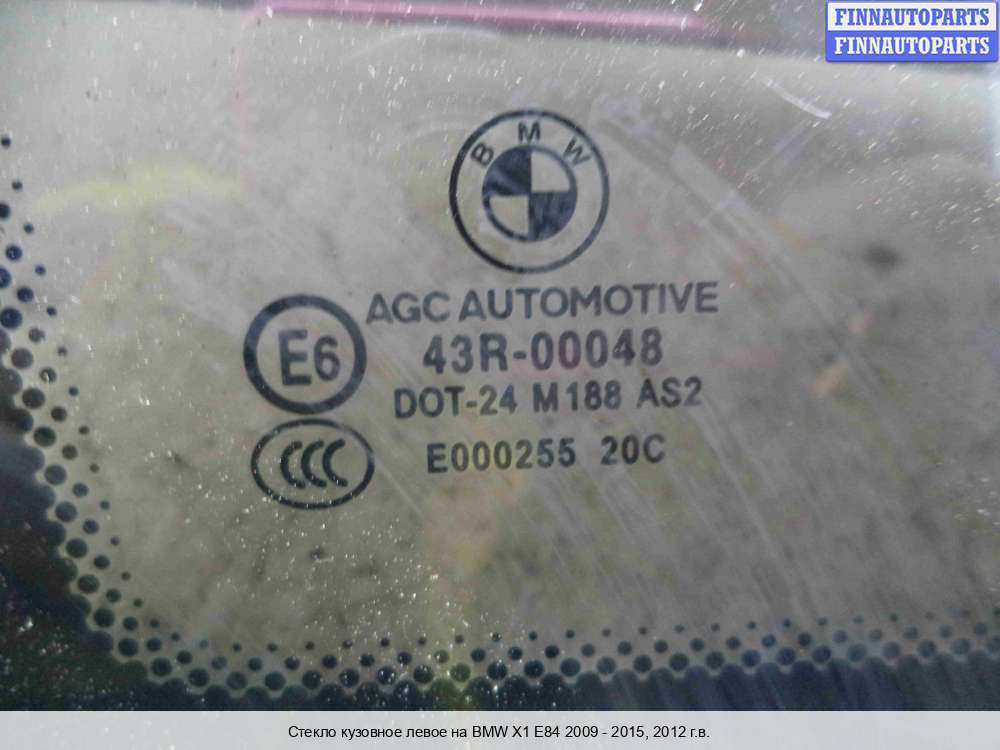 FINNAUTOPARTS
FINNAUTOPARTS
BMW
AGC AUTOMOTIVE
E6
43R-00048
DOT-24 M188 AS2
CCC
E000255 20C
Стекло кузовное левое на BMW X1 E84 2009 - 2015, 2012 г.в.